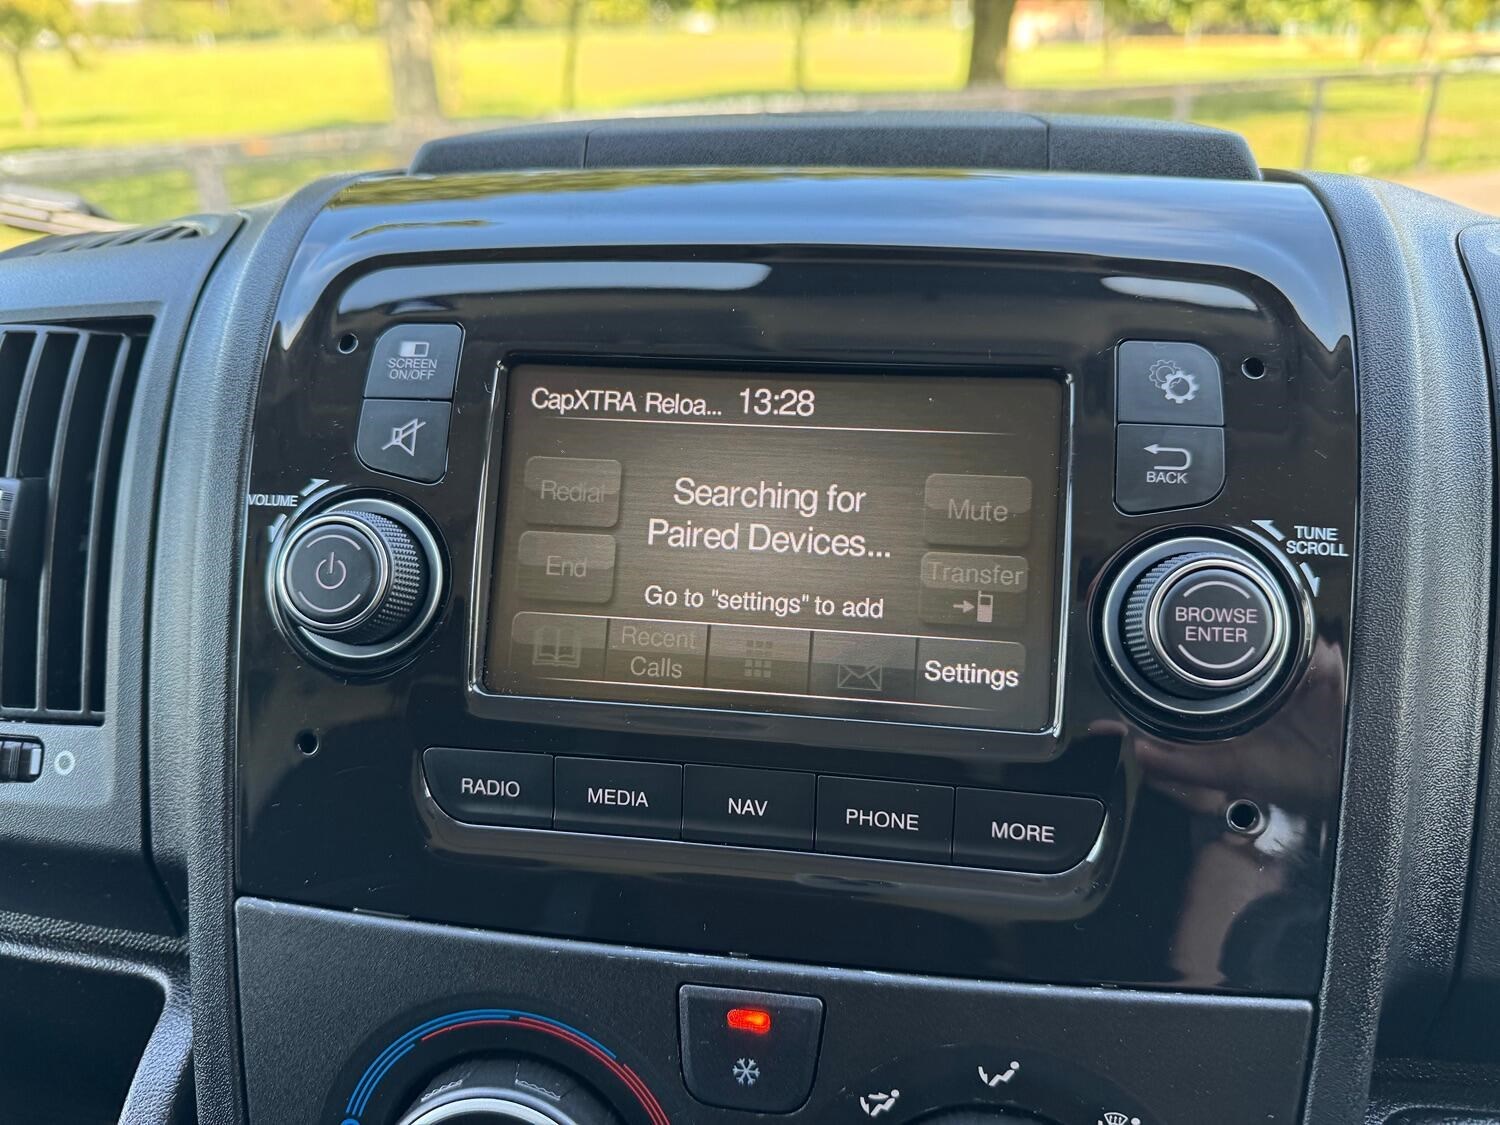 SCREEN
ON/OFF
VOLUME
CapXTRA Reloa... 13:28
Redial
Searching for
Paired Devices...
Mute
End
Transfer
Go to "settings" to add
Recent
Calls
Settings
BACK
TUNE
SCROLL
BROWSE
ENTER
RADIO
MEDIA
NAV
PHONE
MORE